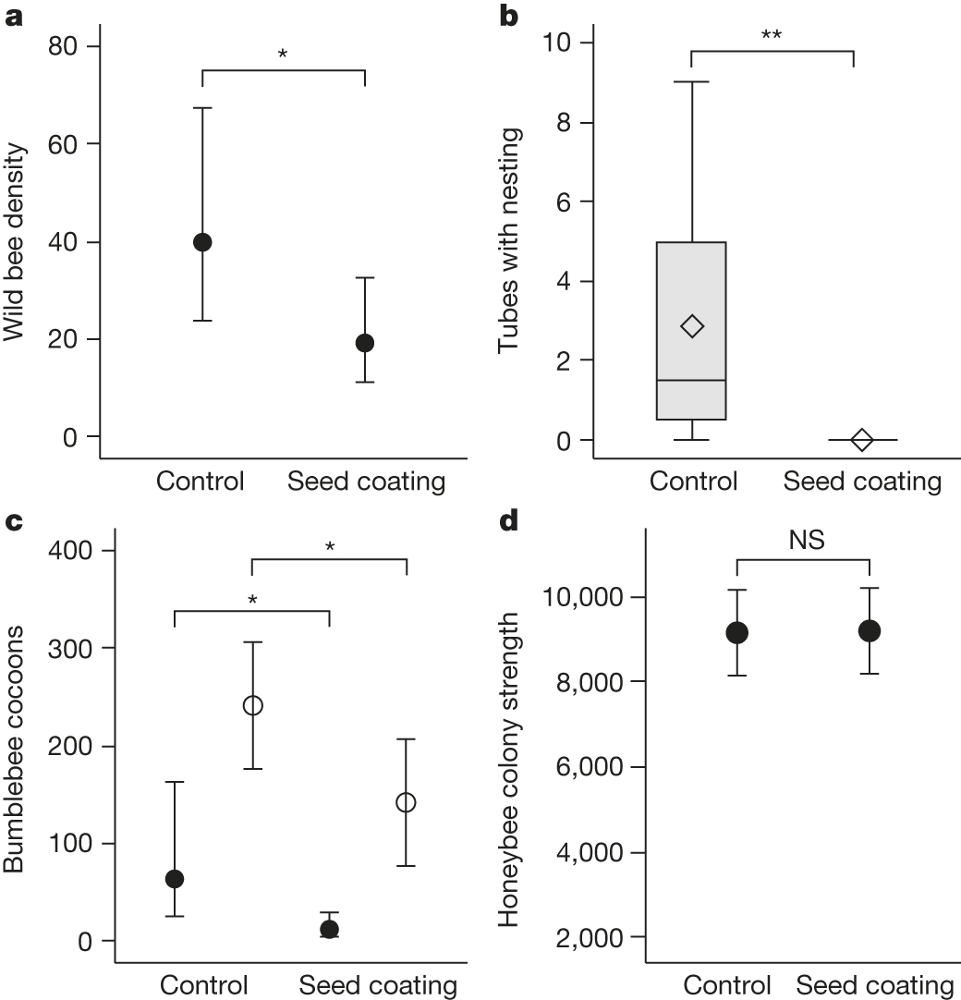 a
80
60
40
20
0
Wild bee density
*
Control
Seed coating
b
10
8
6
4
2
0
Tubes with nesting
**
Control
Seed coating
c
400
300
200
100
0
Bumblebee cocoons
*
*
Control
Seed coating
d
10,000
8,000
6,000
4,000
2,000
Honeybee colony strength
NS
Control
Seed coating